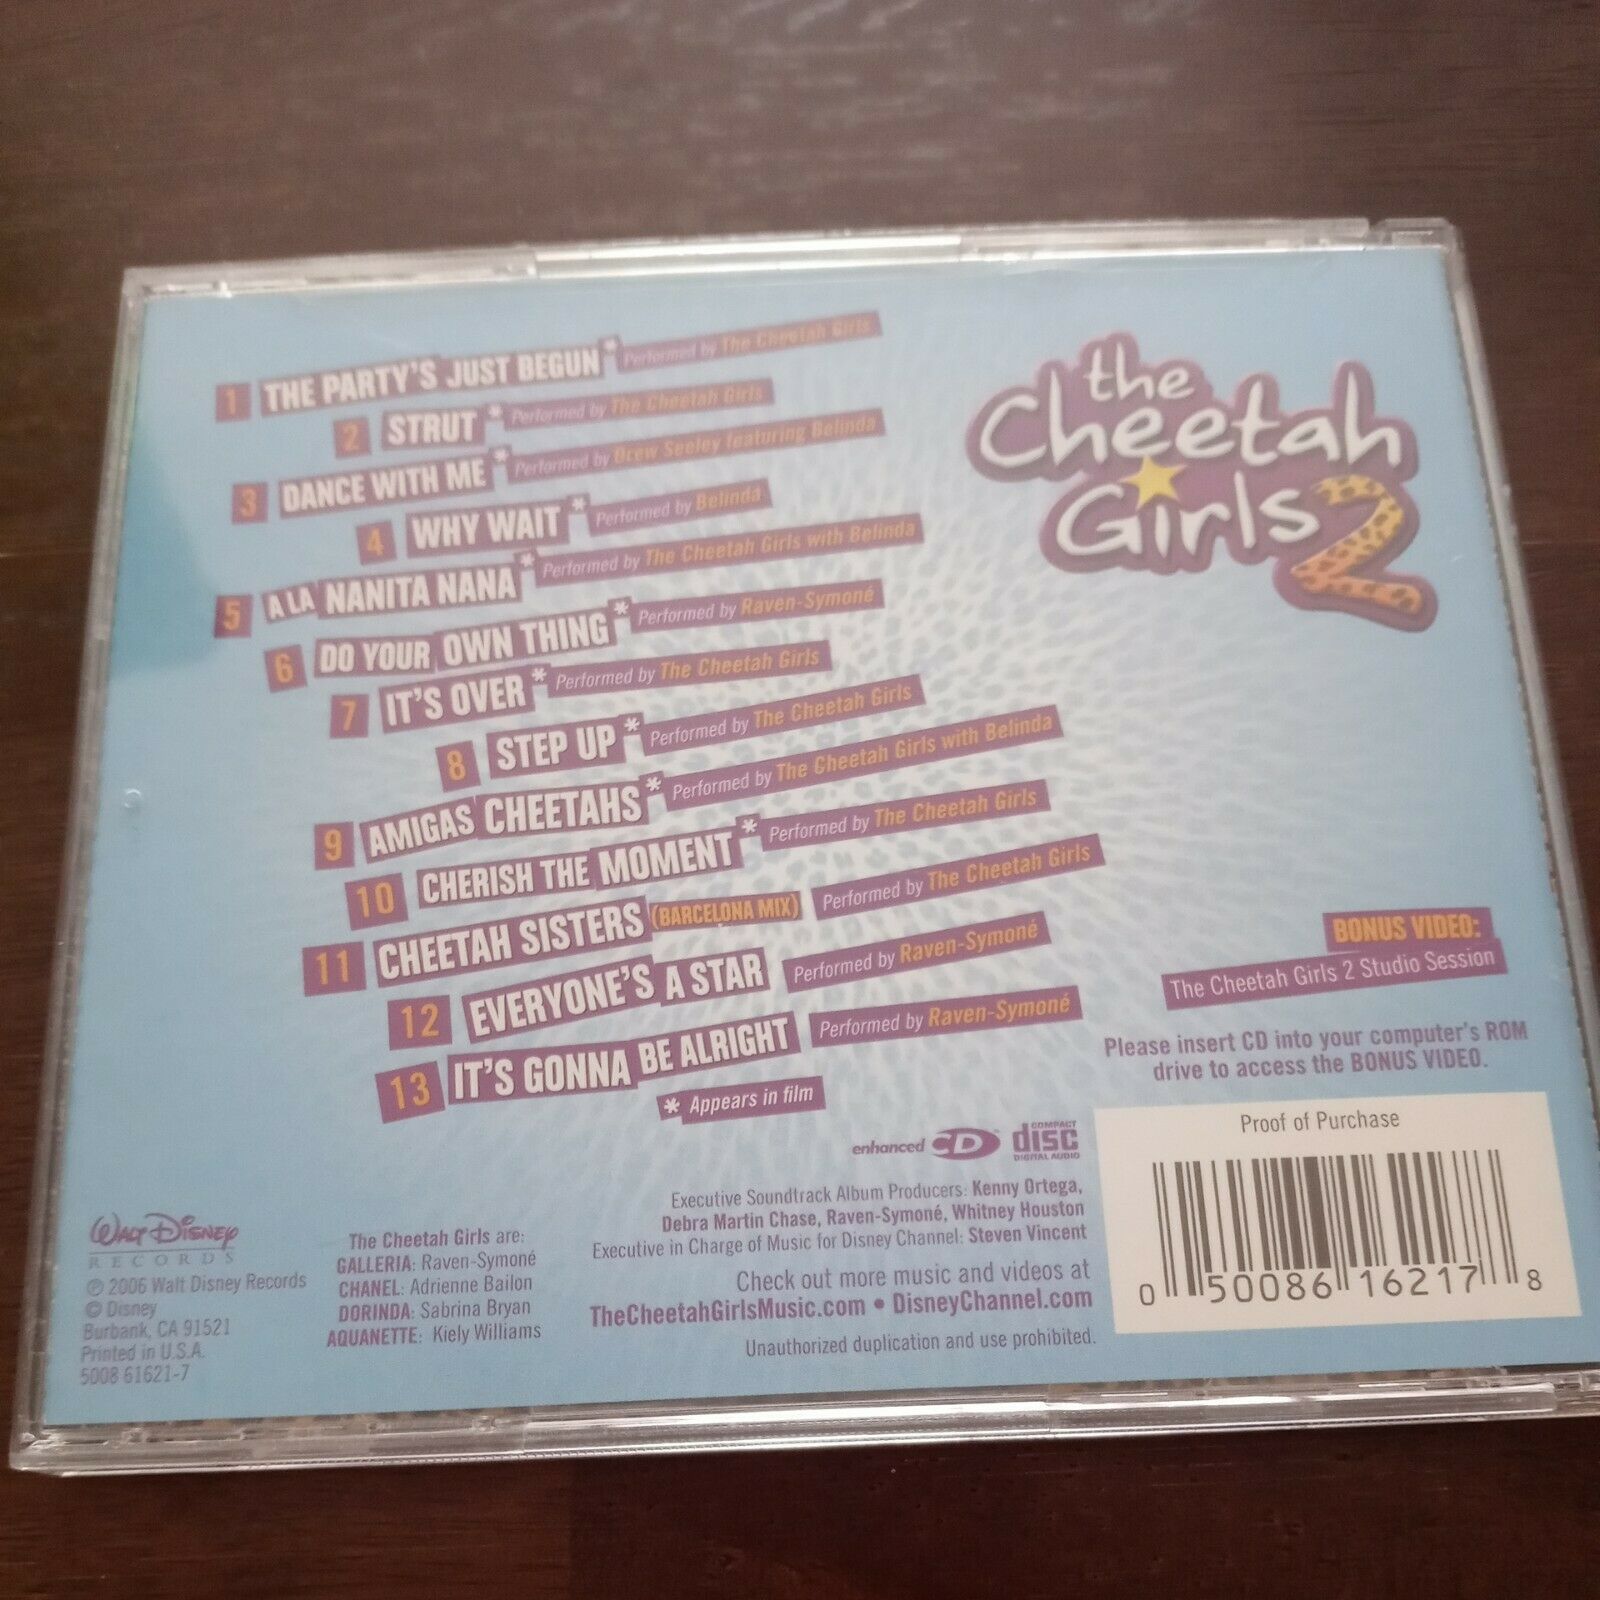 1 THE PARTY'S JUST BEGUN * Performed by The Cheetah Girls
2 STRUT * Performed by The Cheetah Girls
3 DANCE WITH ME * Performed by Drew Seeley featuring Belinda
4 WHY WAIT * Performed by Belinda
5 A LA NANITA NANA * Performed by The Cheetah Girls with Belinda
6 DO YOUR OWN THING * Performed by Raven-Symoné
7 IT'S OVER * Performed by The Cheetah Girls
8 STEP UP * Performed by The Cheetah Girls
9 AMIGAS CHEETAHS * Performed by The Cheetah Girls with Belinda
10 CHERISH THE MOMENT * Performed by The Cheetah Girls
11 CHEETAH SISTERS (BARCELONA MIX) Performed by The Cheetah Girls
12 EVERYONE'S A STAR Performed by Raven-Symoné
13 IT'S GONNA BE ALRIGHT Performed by Raven-Symoné
* Appears in film
the
Cheetah
Girls 2
BONUS VIDEO:
The Cheetah Girls 2 Studio Session
Please insert CD into your computer's ROM
drive to access the BONUS VIDEO.
enhanced CD COMPACT disc DIGITAL AUDIO
Proof of Purchase
0 50086 16217 8
Executive Soundtrack Album Producers: Kenny Ortega,
Debra Martin Chase, Raven-Symoné, Whitney Houston
Executive in Charge of Music for Disney Channel: Steven Vincent
Check out more music and videos at
TheCheetahGirlsMusic.com • DisneyChannel.com
Unauthorized duplication and use prohibited.
The Cheetah Girls are:
GALLERIA: Raven-Symoné
CHANEL: Adrienne Bailon
DORINDA: Sabrina Bryan
AQUANETTE: Kiely Williams
WALT DISNEY
RECORDS
℗ 2006 Walt Disney Records
© Disney
Burbank, CA 91521
Printed in U.S.A.
5008 61621-7